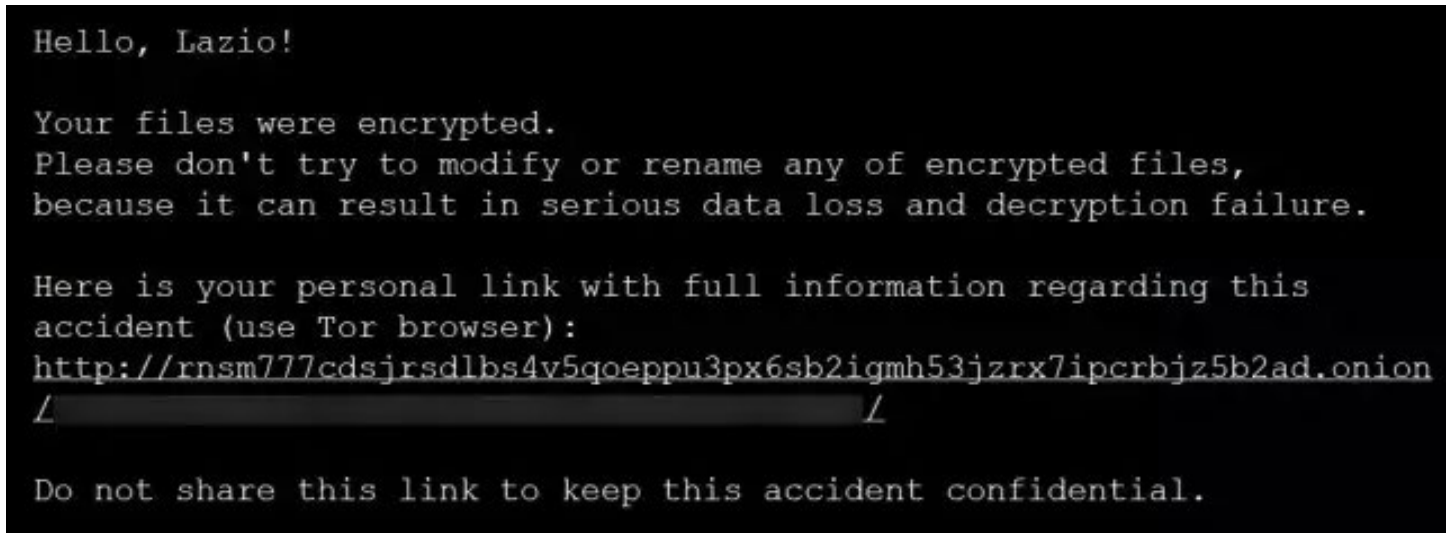 Hello, Lazio!
Your files were encrypted.
Please don't try to modify or rename any of encrypted files,
because it can result in serious data loss and decryption failure.
Here is your personal link with full information regarding this
accident (use Tor browser):
http://rnsm777cdsjrsdlbs4v5qoeppu3px6sb2igmh53jzrx7ipcrbjz5b2ad.onion
/ /
Do not share this link to keep this accident confidential.